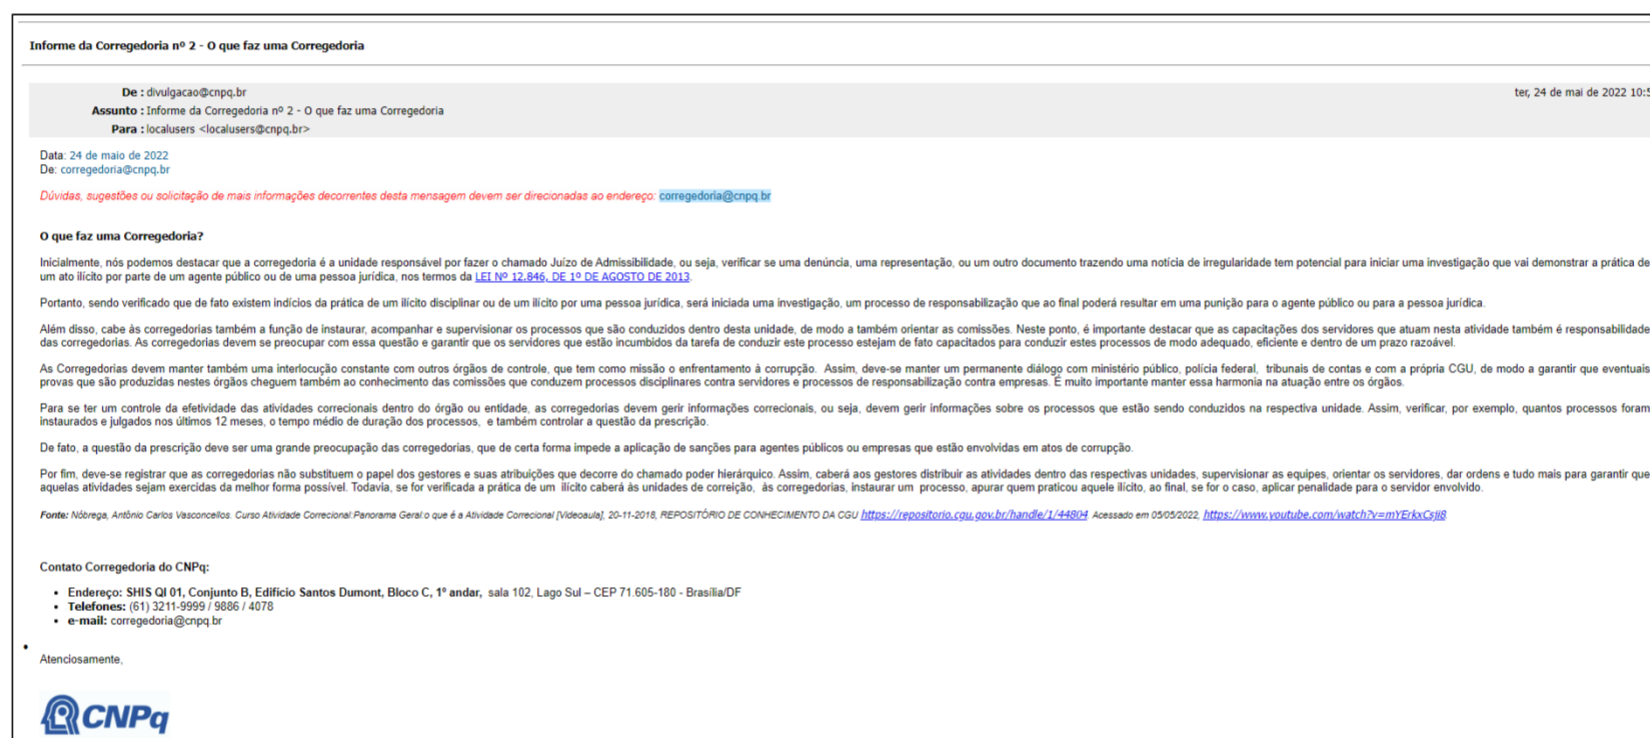 Informe da Corregedoria nº 2 - O que faz uma Corregedoria
De : divulgacao@cnpq.br
ter, 24 de mai de 2022 10:5
Assunto : Informe da Corregedoria nº 2 - O que faz uma Corregedoria
Para : localusers <localusers@cnpq.br>
Data: 24 de maio de 2022
De: corregedoria@cnpq.br
Dúvidas, sugestões ou solicitação de mais informações decorrentes desta mensagem devem ser direcionadas ao endereço: corregedoria@cnpq.br
O que faz uma Corregedoria?
Inicialmente, nós podemos destacar que a corregedoria é a unidade responsável por fazer o chamado Juízo de Admissibilidade, ou seja, verificar se uma denúncia, uma representação, ou um outro documento trazendo uma notícia de irregularidade tem potencial para iniciar uma investigação que vai demonstrar a prática de
um ato ilícito por parte de um agente público ou de uma pessoa jurídica, nos termos da LEI Nº 12.846, DE 1º DE AGOSTO DE 2013.
Portanto, sendo verificado que de fato existem indícios da prática de um ilícito disciplinar ou de um ilícito por uma pessoa jurídica, será iniciada uma investigação, um processo de responsabilização que ao final poderá resultar em uma punição para o agente público ou para a pessoa jurídica.
Além disso, cabe às corregedorias também a função de instaurar, acompanhar e supervisionar os processos que são conduzidos dentro desta unidade, de modo a também orientar as comissões. Neste ponto, é importante destacar que as capacitações dos servidores que atuam nesta atividade também é responsabilidade
das corregedorias. As corregedorias devem se preocupar com essa questão e garantir que os servidores que estão incumbidos da tarefa de conduzir este processo estejam de fato capacitados para conduzir estes processos de modo adequado, eficiente e dentro de um prazo razoável.
As Corregedorias devem manter também uma interlocução constante com outros órgãos de controle, que tem como missão o enfrentamento à corrupção. Assim, deve-se manter um permanente diálogo com ministério público, polícia federal, tribunais de contas e com a própria CGU, de modo a garantir que eventuais
provas que são produzidas nestes órgãos cheguem também ao conhecimento das comissões que conduzem processos disciplinares contra servidores e processos de responsabilização contra empresas. É muito importante manter essa harmonia na atuação entre os órgãos.
Para se ter um controle da efetividade das atividades correcionais dentro do órgão ou entidade, as corregedorias devem gerir informações correcionais, ou seja, devem gerir informações sobre os processos que estão sendo conduzidos na respectiva unidade. Assim, verificar, por exemplo, quantos processos foram
instaurados e julgados nos últimos 12 meses, o tempo médio de duração dos processos, e também controlar a questão da prescrição.
De fato, a questão da prescrição deve ser uma grande preocupação das corregedorias, que de certa forma impede a aplicação de sanções para agentes públicos ou empresas que estão envolvidas em atos de corrupção.
Por fim, deve-se registrar que as corregedorias não substituem o papel dos gestores e suas atribuições que decorre do chamado poder hierárquico. Assim, caberá aos gestores distribuir as atividades dentro das respectivas unidades, supervisionar as equipes, orientar os servidores, dar ordens e tudo mais para garantir que
aquelas atividades sejam exercidas da melhor forma possível. Todavia, se for verificada a prática de um ilícito caberá às unidades de correição, às corregedorias, instaurar um processo, apurar quem praticou aquele ilícito, ao final, se for o caso, aplicar penalidade para o servidor envolvido.
Fonte: Nóbrega, Antônio Carlos Vasconcellos. Curso Atividade Correcional:Panorama Geral:o que é a Atividade Correcional [Videoaula], 20-11-2018, REPOSITÓRIO DE CONHECIMENTO DA CGU https://repositorio.cgu.gov.br/handle/1/44804. Acessado em 05/05/2022, https://www.youtube.com/watch?v=mYErkxCsji8
Contato Corregedoria do CNPq:
• Endereço: SHIS QI 01, Conjunto B, Edifício Santos Dumont, Bloco C, 1º andar, sala 102, Lago Sul – CEP 71.605-180 - Brasília/DF
• Telefones: (61) 3211-9999 / 9886 / 4078
• e-mail: corregedoria@cnpq.br
•
Atenciosamente,
CNPq